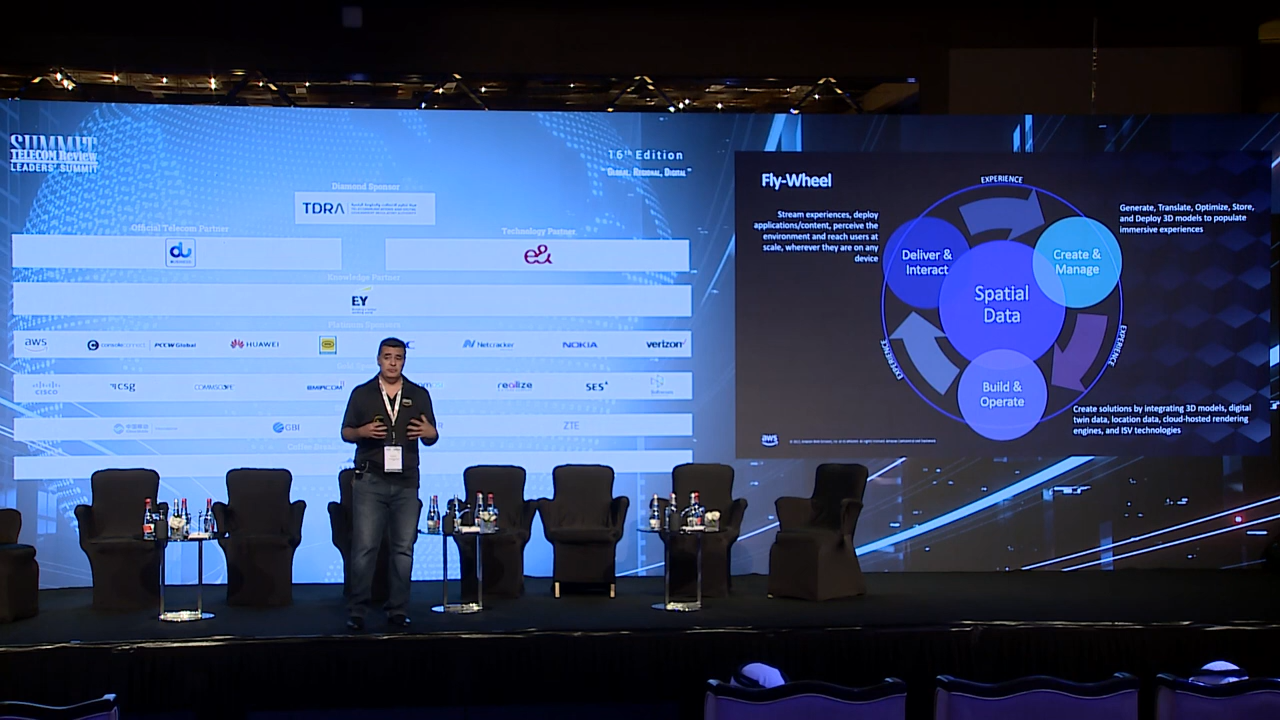 SUMMIT
TELECOM Review
LEADERS' SUMMIT
16th Edition
"Global, Regional, Digital"
Diamond Sponsor
TDRA
Official Telecom Partner
Technology Partner
du
e&
Knowledge Partner
EY
Platinum Sponsors
aws
consoleconnect | PCCW Global
HUAWEI
C
Netcracker
NOKIA
verizon
CISCO
csg
COMMSCOPE
realize
SES
GBI
ZTE
Fly-Wheel
EXPERIENCE
Stream experiences, deploy
applications/content, perceive the
environment and reach users at
scale, wherever they are on any
device
Generate, Translate, Optimize, Store,
and Deploy 3D models to populate
immersive experiences
Deliver &
Interact
Create &
Manage
Spatial
Data
EXPERIENCE
EXPERIENCE
Build &
Operate
Create solutions by integrating 3D models, digital
twin data, location data, cloud-hosted rendering
engines, and ISV technologies
aws